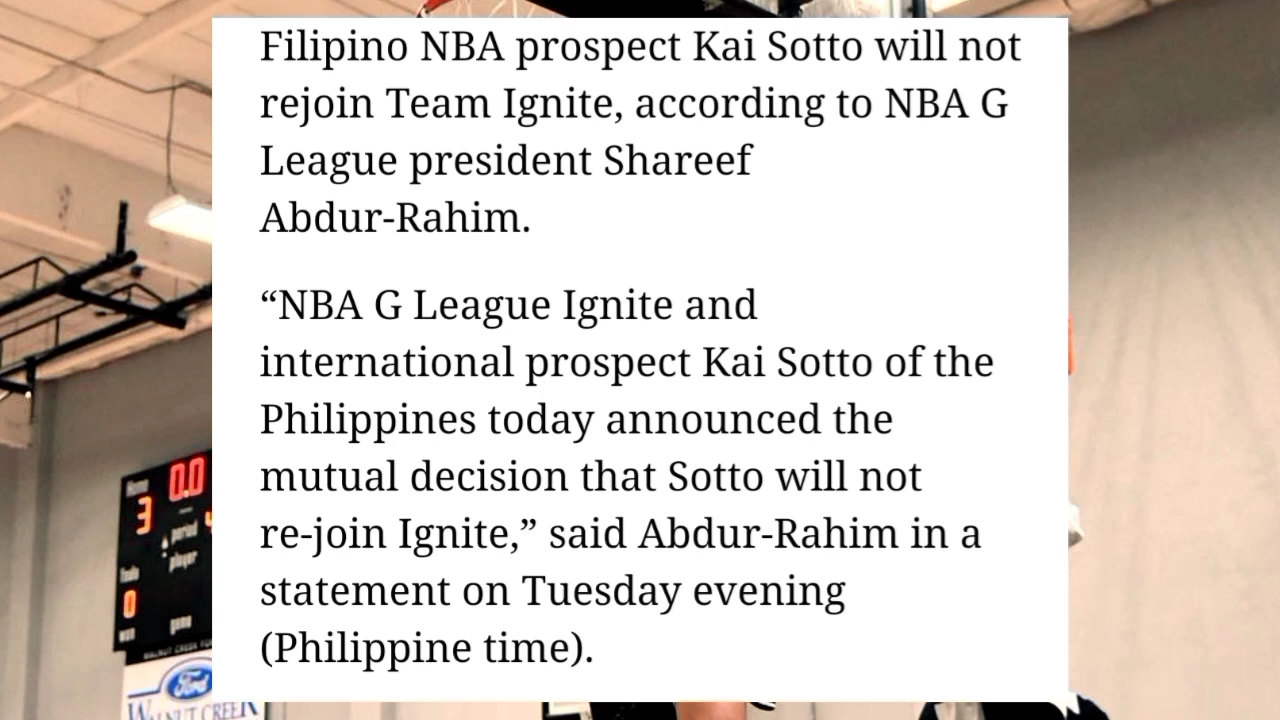 Filipino NBA prospect Kai Sotto will not
rejoin Team Ignite, according to NBA G
League president Shareef
Abdur-Rahim.
“NBA G League Ignite and
international prospect Kai Sotto of the
Philippines today announced the
mutual decision that Sotto will not
re-join Ignite,” said Abdur-Rahim in a
statement on Tuesday evening
(Philippine time).
Home
0.0
3
period
player
fouls
0
won
game
Ford
WALNUT CREEK